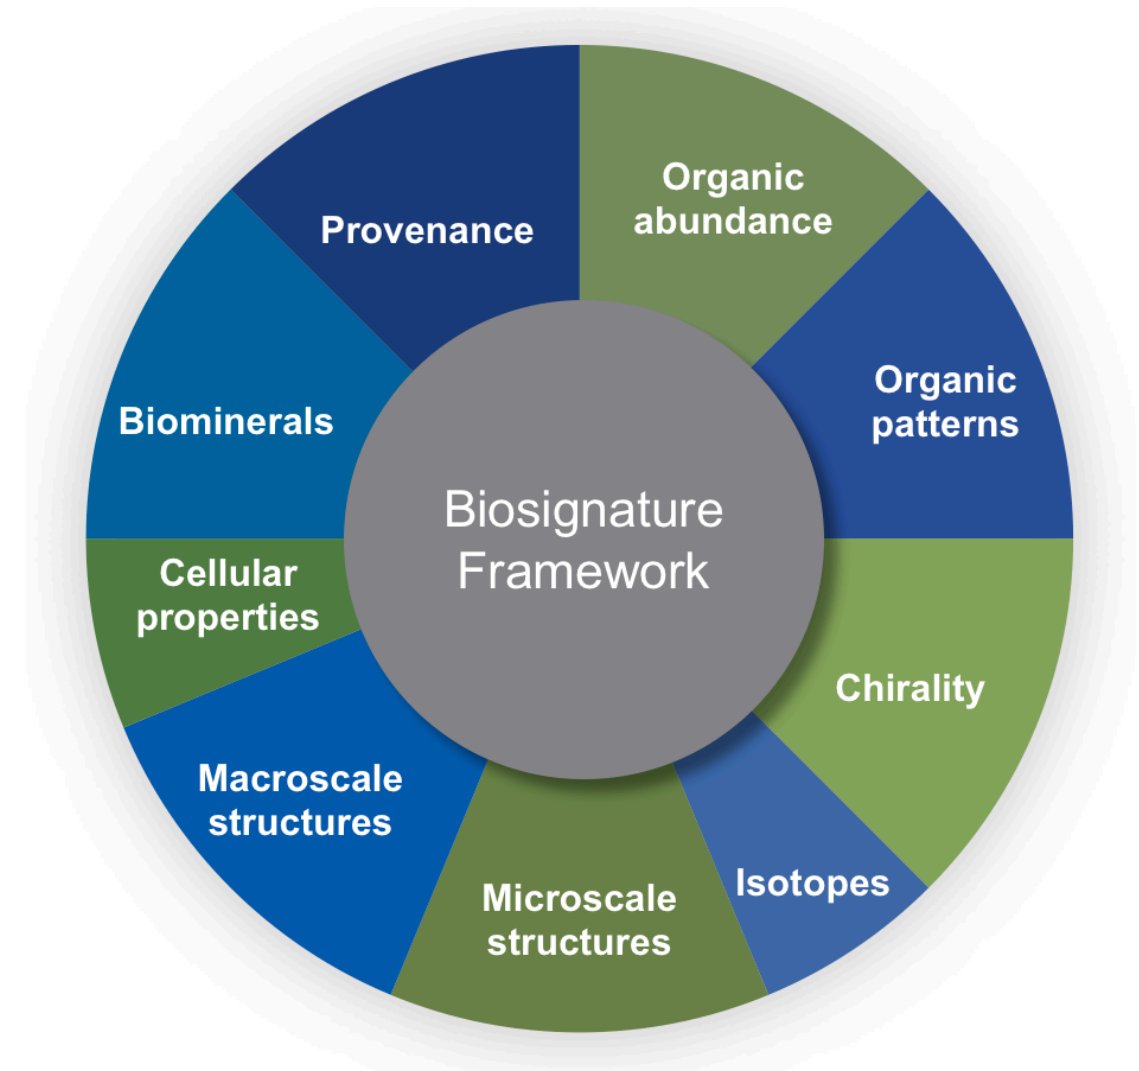 Provenance
Organic
abundance
Organic
patterns
Biominerals
Biosignature
Framework
Cellular
properties
Chirality
Macroscale
structures
Isotopes
Microscale
structures